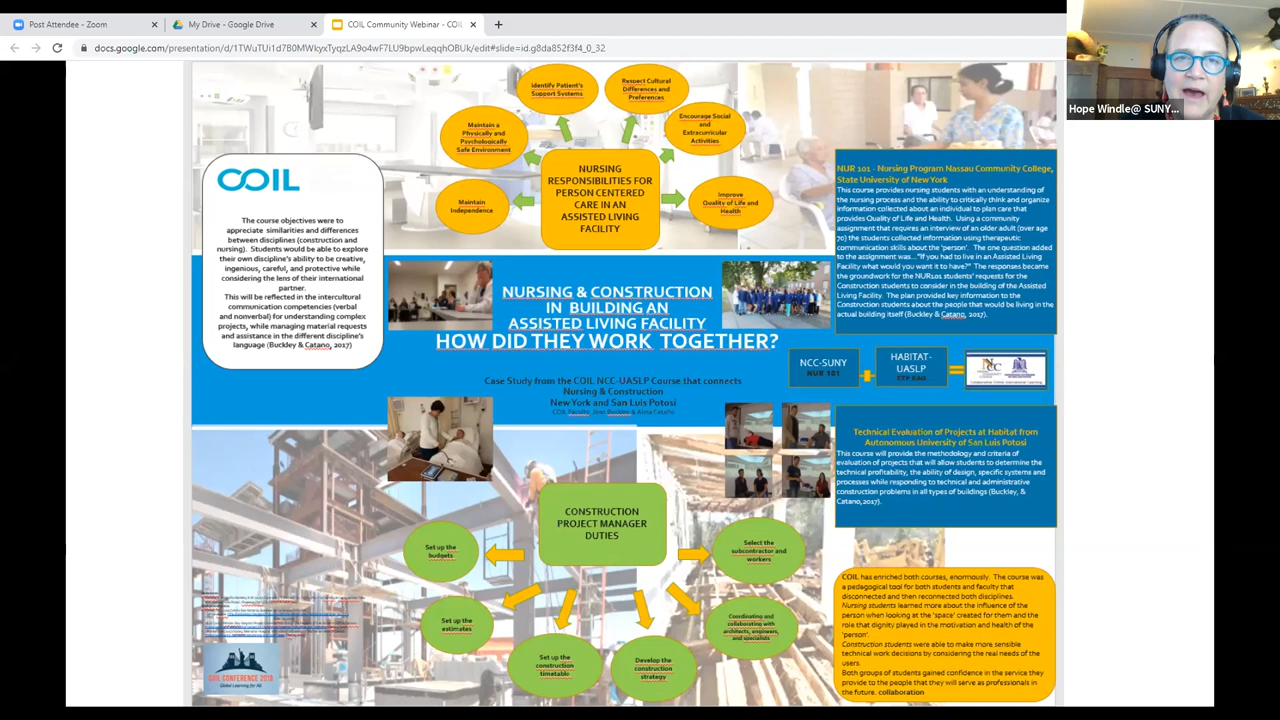 Post Attendee - Zoom
My Drive - Google Drive
COIL Community Webinar - COIL
docs.google.com/presentation/d/1TWuTUi1d7B0MWkyxTyqzLA9o4wF7LU9bpwLeqqhOBUk/edit#slide=id.g8da852f3f4_0_32
Hope Windle@ SUNY...
COIL
The course objectives were to
appreciate similarities and differences
between disciplines (construction and
nursing). Students would be able to explore
their own discipline's ability to be creative,
ingenious, careful, and protective while
considering the lens of their international
partner.
This will be reflected in the intercultural
communication competencies (verbal
and nonverbal) for understanding complex
projects, while managing material requests
and assistance in the different discipline's
language (Buckley & Catano, 2017)
Identify Patient's
Support Systems
Respect Cultural
Differences and
Preferences
Maintain a
Physically and
Psychologically
Safe Environment
Encourage Social
and
Extracurricular
Activities
Maintain
Independence
Improve
Quality of Life and
Health
NURSING
RESPONSIBILITIES FOR
PERSON CENTERED
CARE IN AN
ASSISTED LIVING
FACILITY
NURSING & CONSTRUCTION
IN BUILDING AN
ASSISTED LIVING FACILITY
HOW DID THEY WORK TOGETHER?
Case Study from the COIL NCC-UASLP Course that connects
Nursing & Construction
New York and San Luis Potosi
COIL Faculty: Jenn Buckley & Alma Cataño
NUR 101 - Nursing Program Nassau Community College,
State University of New York
This course provides nursing students with an understanding of
the nursing process and the ability to critically think and organize
information collected about an individual to plan care that
provides Quality of Life and Health. Using a community
assignment that requires an interview of an older adult (over age
70) the students collected information using therapeutic
communication skills about the 'person'. The one question added
to the assignment was..."If you had to live in an Assisted Living
Facility what would you want it to have?" The responses became
the groundwork for the NUR101 students' requests for the
Construction students to consider in the building of the Assisted
Living Facility. The plan provided key information to the
Construction students about the people that would be living in the
actual building itself (Buckley & Catano, 2017).
NCC-SUNY
NUR 101
HABITAT-
UASLP
NCC
Technical Evaluation of Projects at Habitat from
Autonomous University of San Luis Potosi
This course will provide the methodology and criteria of
evaluation of projects that will allow students to determine the
technical profitability, the ability of design, specific systems and
processes while responding to technical and administrative
construction problems in all types of buildings (Buckley, &
Catano,2017).
CONSTRUCTION
PROJECT MANAGER
DUTIES
Set up the
budgets
Set up the
estimates
Set up the
construction
timetable
Develop the
construction
strategy
Coordinating and
collaborating with
architects, engineers,
and specialists
Select the
subcontractor and
workers
COIL has enriched both courses, enormously. The course was
a pedagogical tool for both students and faculty that
disconnected and then reconnected both disciplines.
Nursing students learned more about the influence of the
person when looking at the 'space' created for them and the
role that dignity played in the motivation and health of the
'person'.
Construction students were able to make more sensible
technical work decisions by considering the real needs of the
users.
Both groups of students gained confidence in the service they
provide to the people that they will serve as professionals in
the future. collaboration
COIL CONFERENCE 2018
Global Learning for All